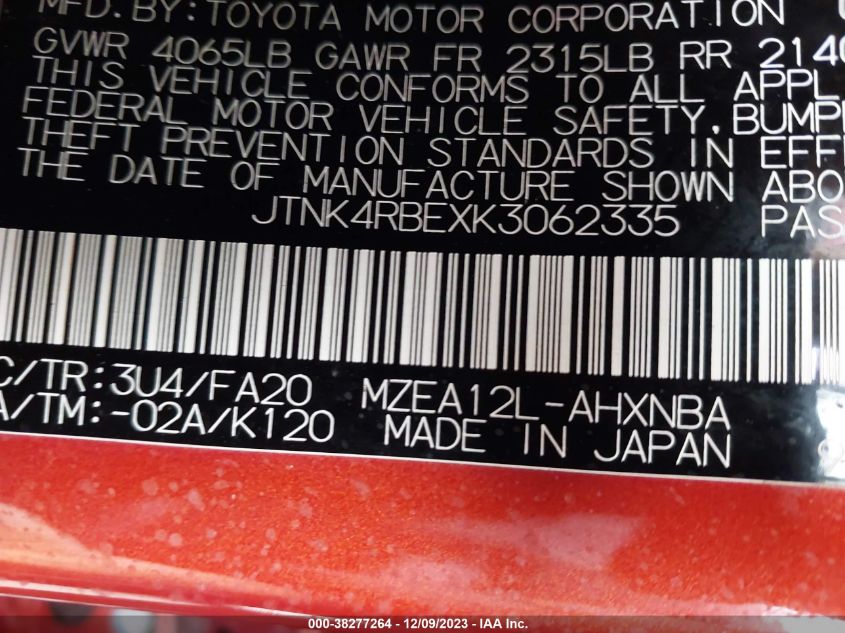 MFD.BY:TOYOTA MOTOR CORPORATION
GVWR 4065LB GAWR FR 2315LB RR 2140
THIS VEHICLE CONFORMS TO ALL APPL
FEDERAL MOTOR VEHICLE SAFETY,BUMP
THEFT PREVENTION STANDARDS IN EFF
THE DATE OF MANUFACTURE SHOWN ABO
JTNK4RBEXK3062335 PAS
C/TR:3U4/FA20 MZEA12L-AHXNBA
A/TM:-02A/K120 MADE IN JAPAN
000-38277264 - 12/09/2023 - IAA Inc.